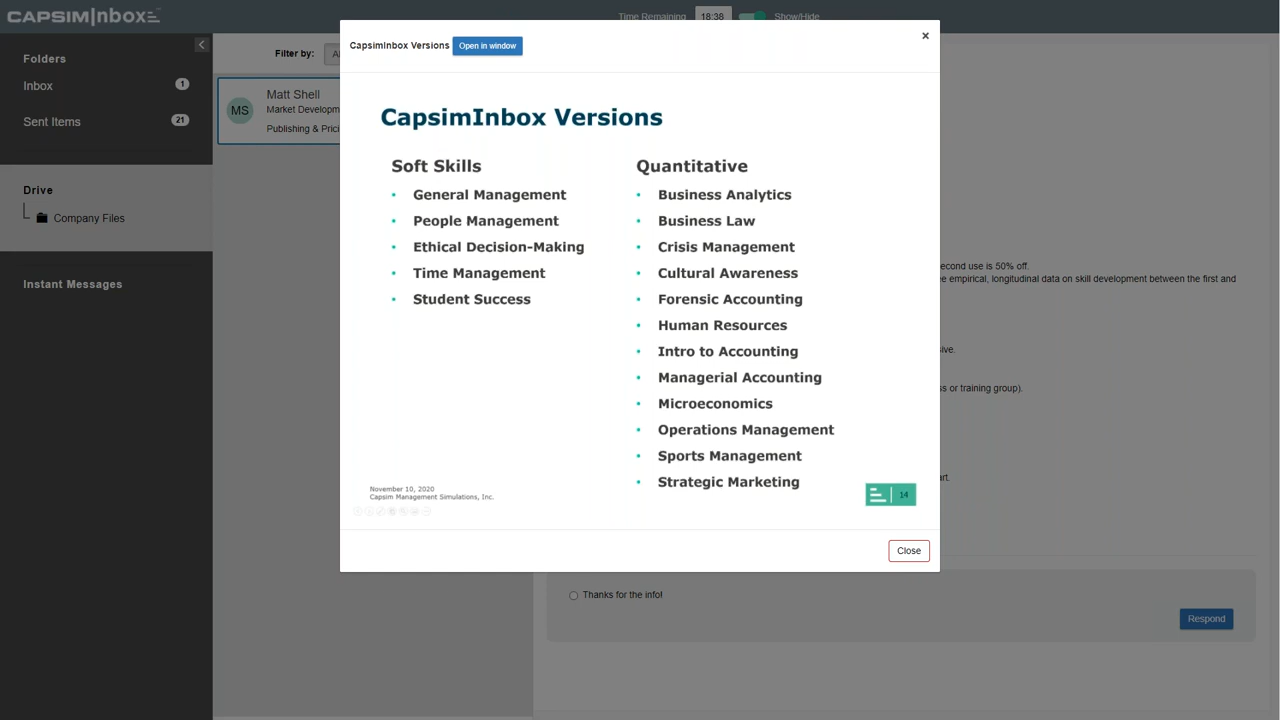 CAPSIM|Inbox
Time Remaining 18:38 Show/Hide
Folders
Inbox 1
Sent Items 21
Drive
Company Files
Instant Messages
Filter by:
MS
Matt Shell
Market Developm
Publishing & Prici
CapsimInbox Versions Open in window
×
CapsimInbox Versions
Soft Skills
• General Management
• People Management
• Ethical Decision-Making
• Time Management
• Student Success
Quantitative
• Business Analytics
• Business Law
• Crisis Management
• Cultural Awareness
• Forensic Accounting
• Human Resources
• Intro to Accounting
• Managerial Accounting
• Microeconomics
• Operations Management
• Sports Management
• Strategic Marketing
November 10, 2020
Capsim Management Simulations, Inc.
14
Close
econd use is 50% off.
e empirical, longitudinal data on skill development between the first and
sive.
s or training group).
art.
Thanks for the info!
Respond